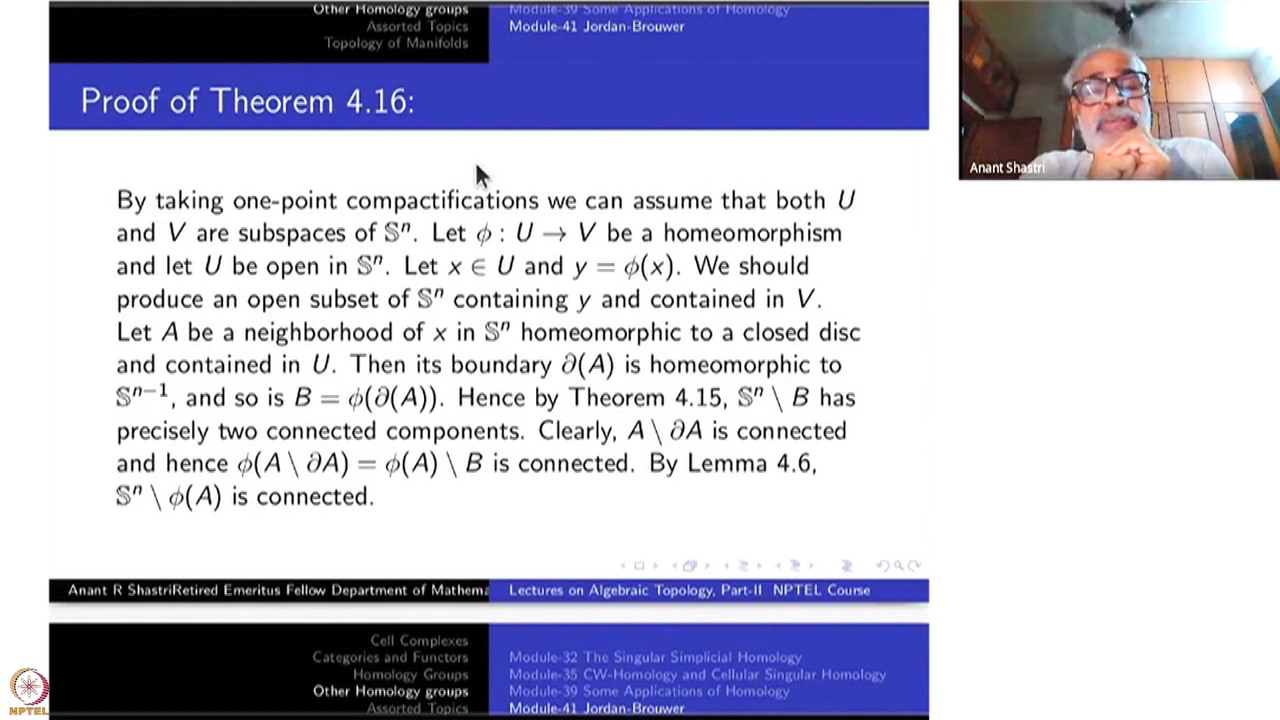 Other Homology groups
Module-39 Some Applications of Homology
Assorted Topics
Module-41 Jordan-Brouwer
Topology of Manifolds
Proof of Theorem 4.16:
Anant Shastri
By taking one-point compactifications we can assume that both U
and V are subspaces of 𝕊ⁿ. Let ϕ : U → V be a homeomorphism
and let U be open in 𝕊ⁿ. Let x ∈ U and y = ϕ(x). We should
produce an open subset of 𝕊ⁿ containing y and contained in V.
Let A be a neighborhood of x in 𝕊ⁿ homeomorphic to a closed disc
and contained in U. Then its boundary ∂(A) is homeomorphic to
𝕊ⁿ⁻¹, and so is B = ϕ(∂(A)). Hence by Theorem 4.15, 𝕊ⁿ \ B has
precisely two connected components. Clearly, A \ ∂A is connected
and hence ϕ(A \ ∂A) = ϕ(A) \ B is connected. By Lemma 4.6,
𝕊ⁿ \ ϕ(A) is connected.
Anant R ShastriRetired Emeritus Fellow Department of Mathema
Lectures on Algebraic Topology, Part-II NPTEL Course
Cell Complexes
Categories and Functors
Module-32 The Singular Simplicial Homology
Homology Groups
Module-35 CW-Homology and Cellular Singular Homology
Other Homology groups
Module-39 Some Applications of Homology
Assorted Topics
Module-41 Jordan-Brouwer
NPTEL